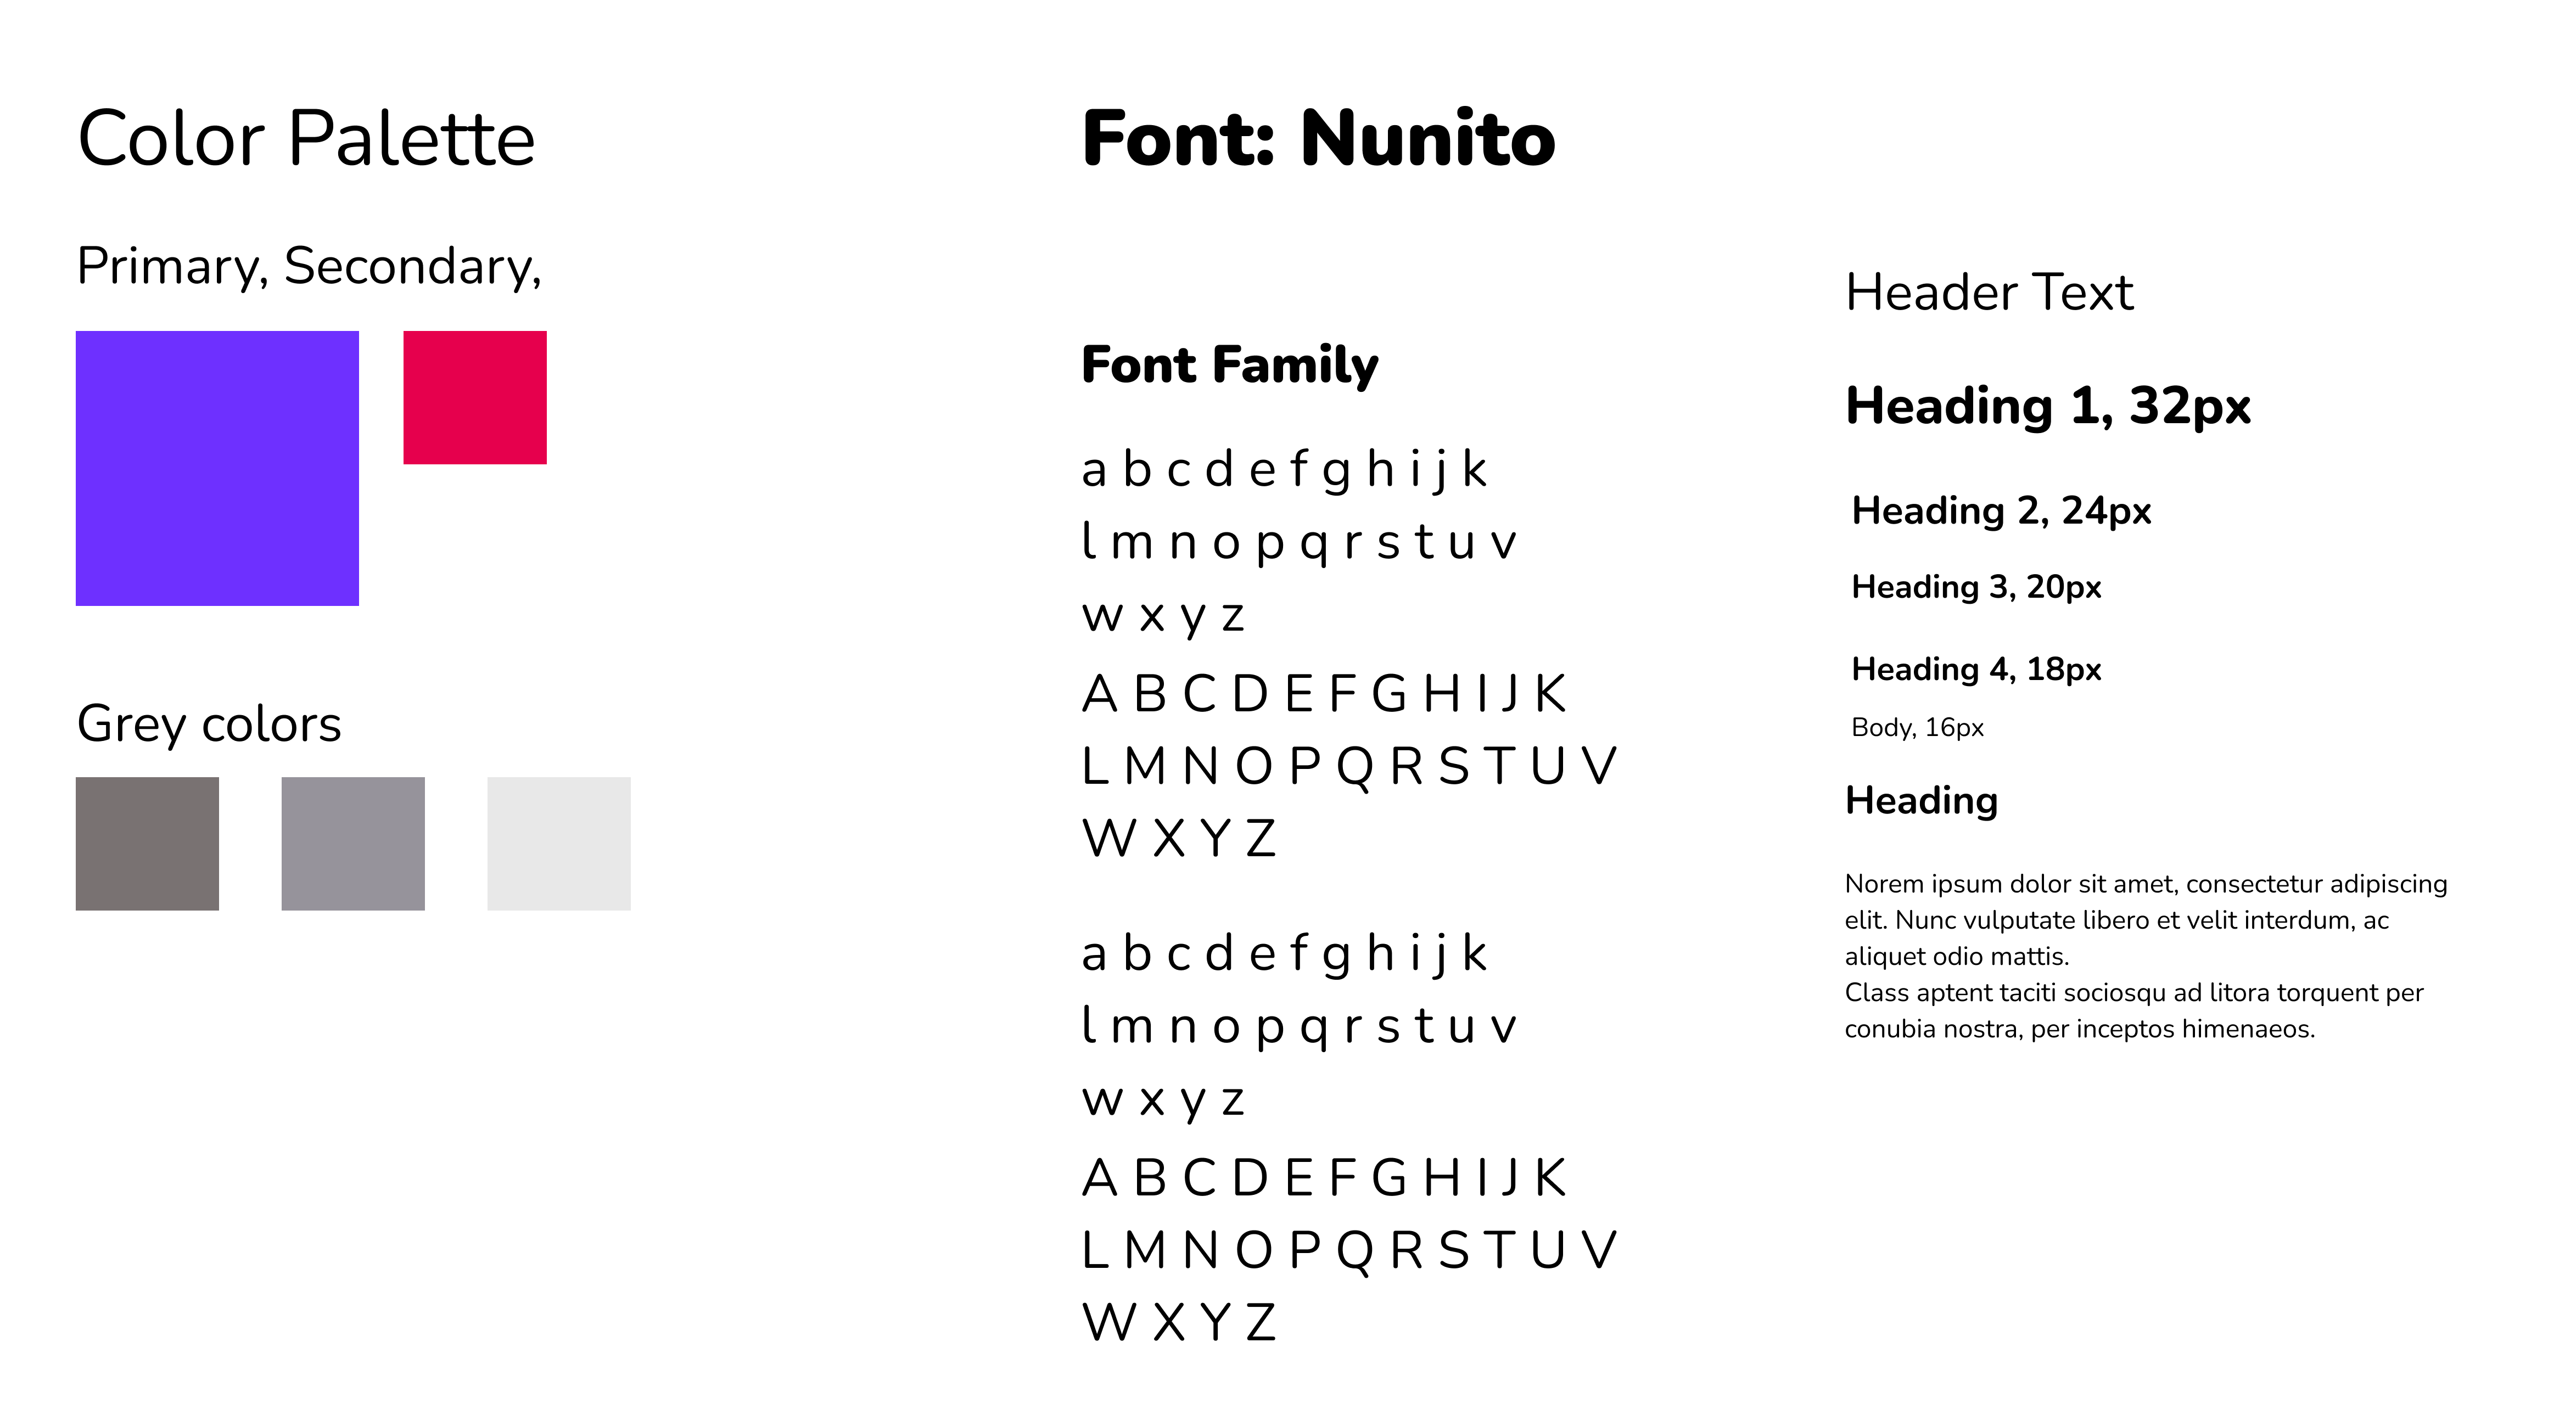 Color Palette
Primary, Secondary,
Grey colors
Font: Nunito
Font Family
a b c d e f g h i j k
l m n o p q r s t u v
w x y z
A B C D E F G H I J K
L M N O P Q R S T U V
W X Y Z
a b c d e f g h i j k
l m n o p q r s t u v
w x y z
A B C D E F G H I J K
L M N O P Q R S T U V
W X Y Z
Header Text
Heading 1, 32px
Heading 2, 24px
Heading 3, 20px
Heading 4, 18px
Body, 16px
Heading
Norem ipsum dolor sit amet, consectetur adipiscing
elit. Nunc vulputate libero et velit interdum, ac
aliquet odio mattis.
Class aptent taciti sociosqu ad litora torquent per
conubia nostra, per inceptos himenaeos.